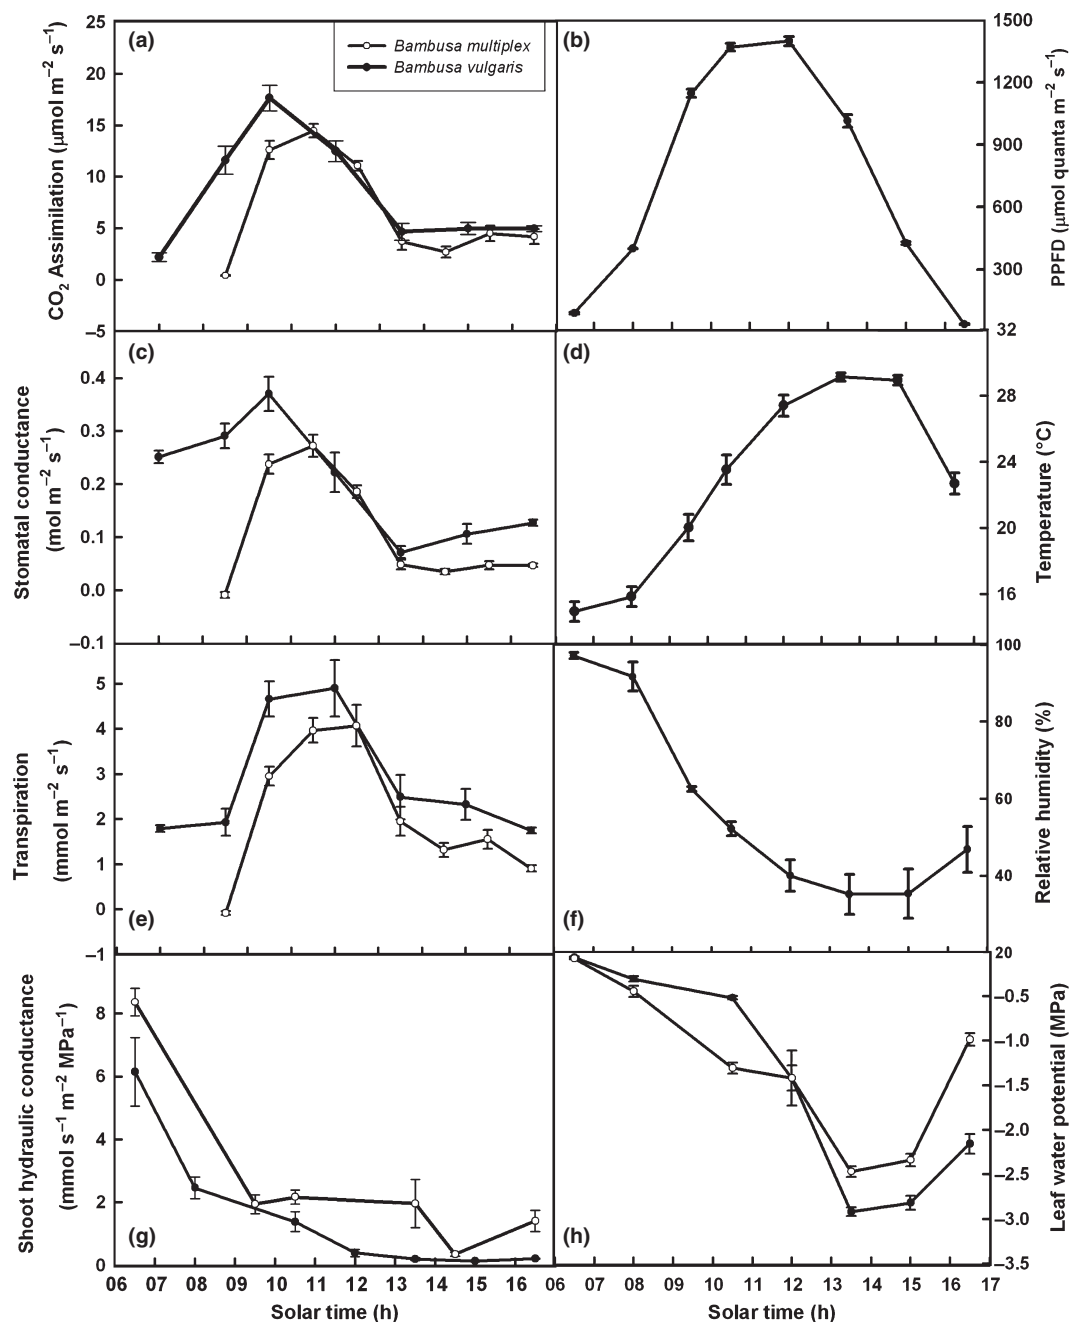 (a)
Bambusa multiplex
Bambusa vulgaris
CO₂ Assimilation (μmol m⁻² s⁻¹)
25
20
15
10
5
0
–5
(b)
PPFD (μmol quanta m⁻² s⁻¹)
1500
1200
900
600
300
32
(c)
Stomatal conductance
(mol m⁻² s⁻¹)
0.4
0.3
0.2
0.1
0.0
–0.1
(d)
Temperature (°C)
28
24
20
16
100
(e)
Transpiration
(mmol m⁻² s⁻¹)
5
4
3
2
1
0
–1
(f)
Relative humidity (%)
80
60
40
20
(g)
Shoot hydraulic conductance
(mmol s⁻¹ m⁻² MPa⁻¹)
8
6
4
2
0
06 07 08 09 10 11 12 13 14 15 16
Solar time (h)
(h)
Leaf water potential (MPa)
–0.5
–1.0
–1.5
–2.0
–2.5
–3.0
–3.5
07 08 09 10 11 12 13 14 15 16 17
Solar time (h)